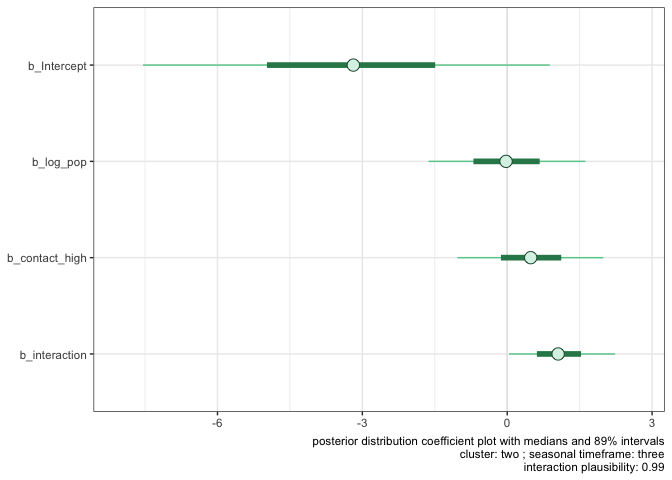 b_Intercept
b_log_pop
b_contact_high
b_interaction
-6 -3 0 3
posterior distribution coefficient plot with medians and 89% intervals
cluster: two ; seasonal timeframe: three
interaction plausibility: 0.99